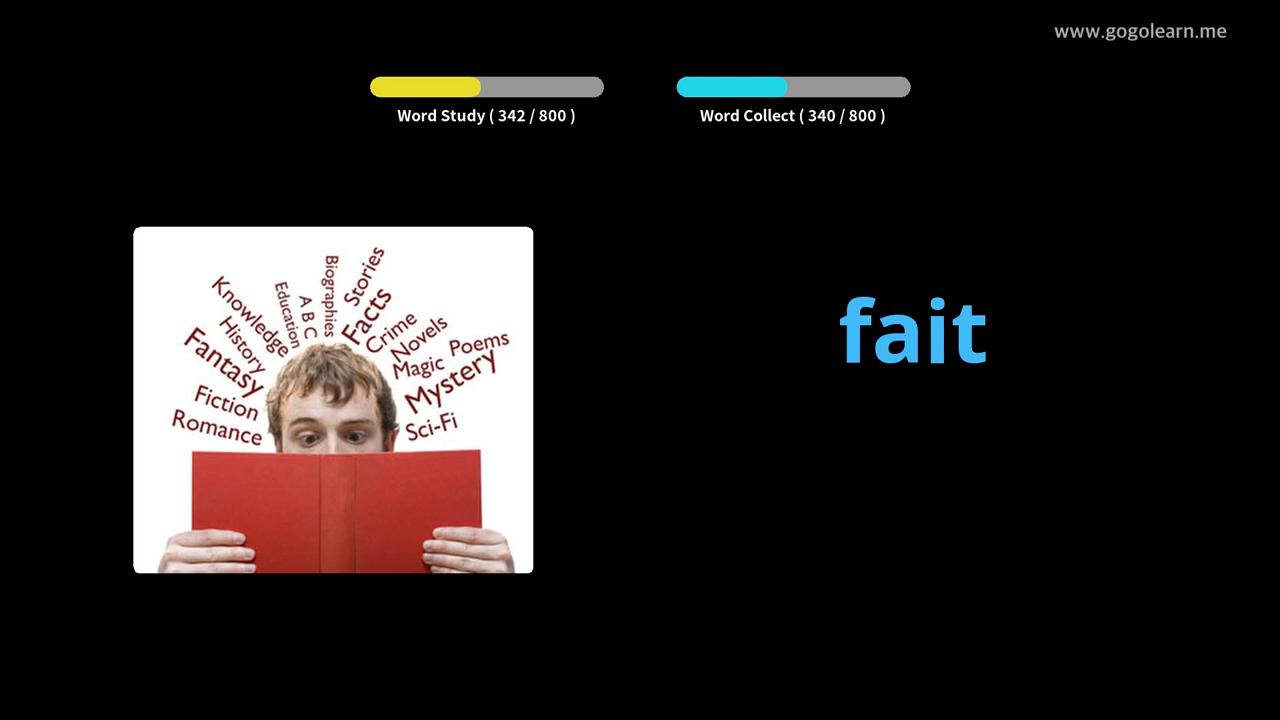 www.gogolearn.me
Word Study ( 342 / 800 )
Word Collect ( 340 / 800 )
fait
Knowledge
Education
A B C
Biographies
Stories
Facts
Crime
Novels
Poems
History
Magic
Mystery
Fantasy
Fiction
Sci-Fi
Romance